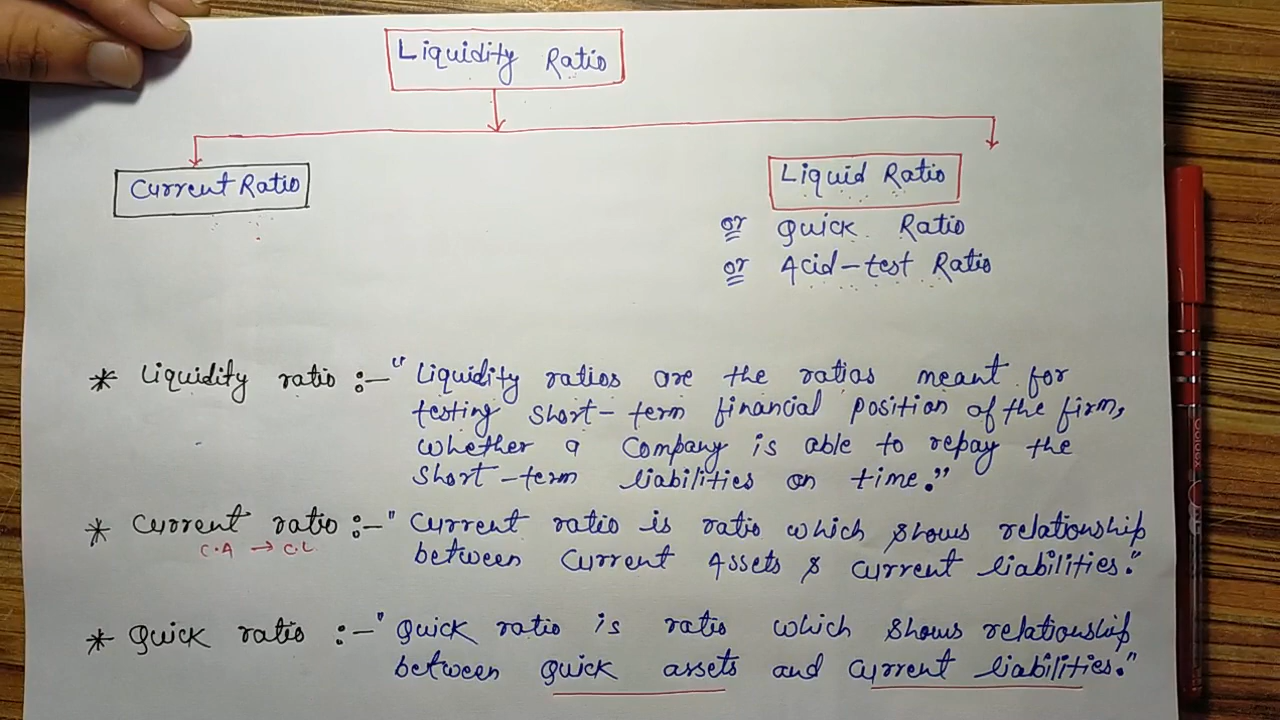 Liquidity Ratio
Current Ratio
Liquid Ratio
or Quick Ratio
or Acid-test Ratio
* Liquidity ratio :- "Liquidity ratios are the ratios meant for
testing short-term financial position of the firm,
whether a Company is able to repay the
short-term liabilities on time."
* Current ratio :- "Current ratio is ratio which shows relationship
C.A → C.L
between Current Assets & Current liabilities."
* Quick ratio :- "Quick ratio is ratio which shows relationship
between quick assets and Current liabilities."